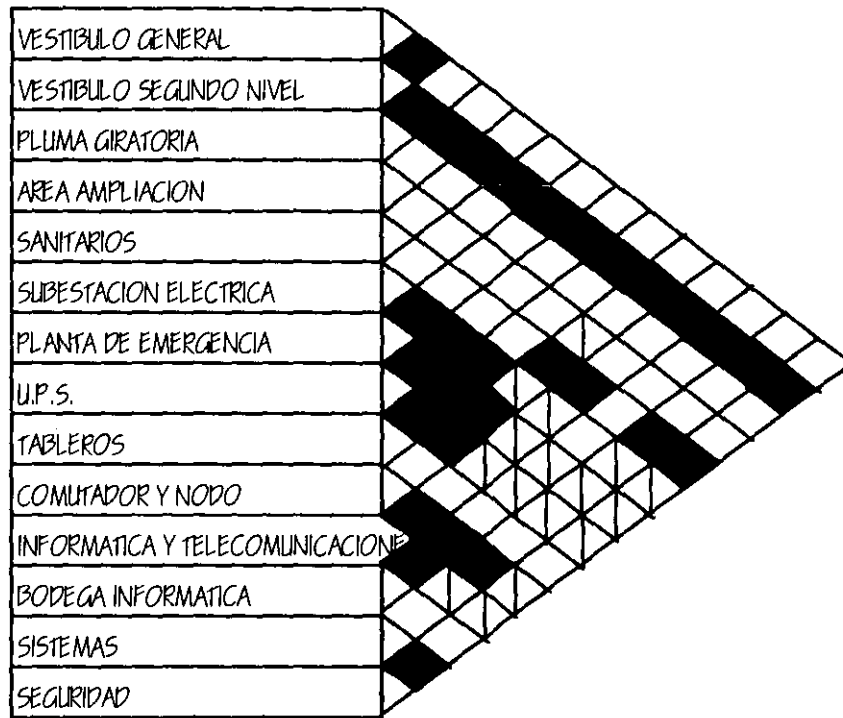 VESTIBULO GENERAL
VESTIBULO SEGUNDO NIVEL
PLUMA GIRATORIA
AREA AMPLIACION
SANITARIOS
SUBESTACION ELECTRICA
PLANTA DE EMERGENCIA
U.P.S.
TABLEROS
COMUTADOR Y NODO
INFORMATICA Y TELECOMUNICACIONE
BODEGA INFORMATICA
SISTEMAS
SEGURIDAD